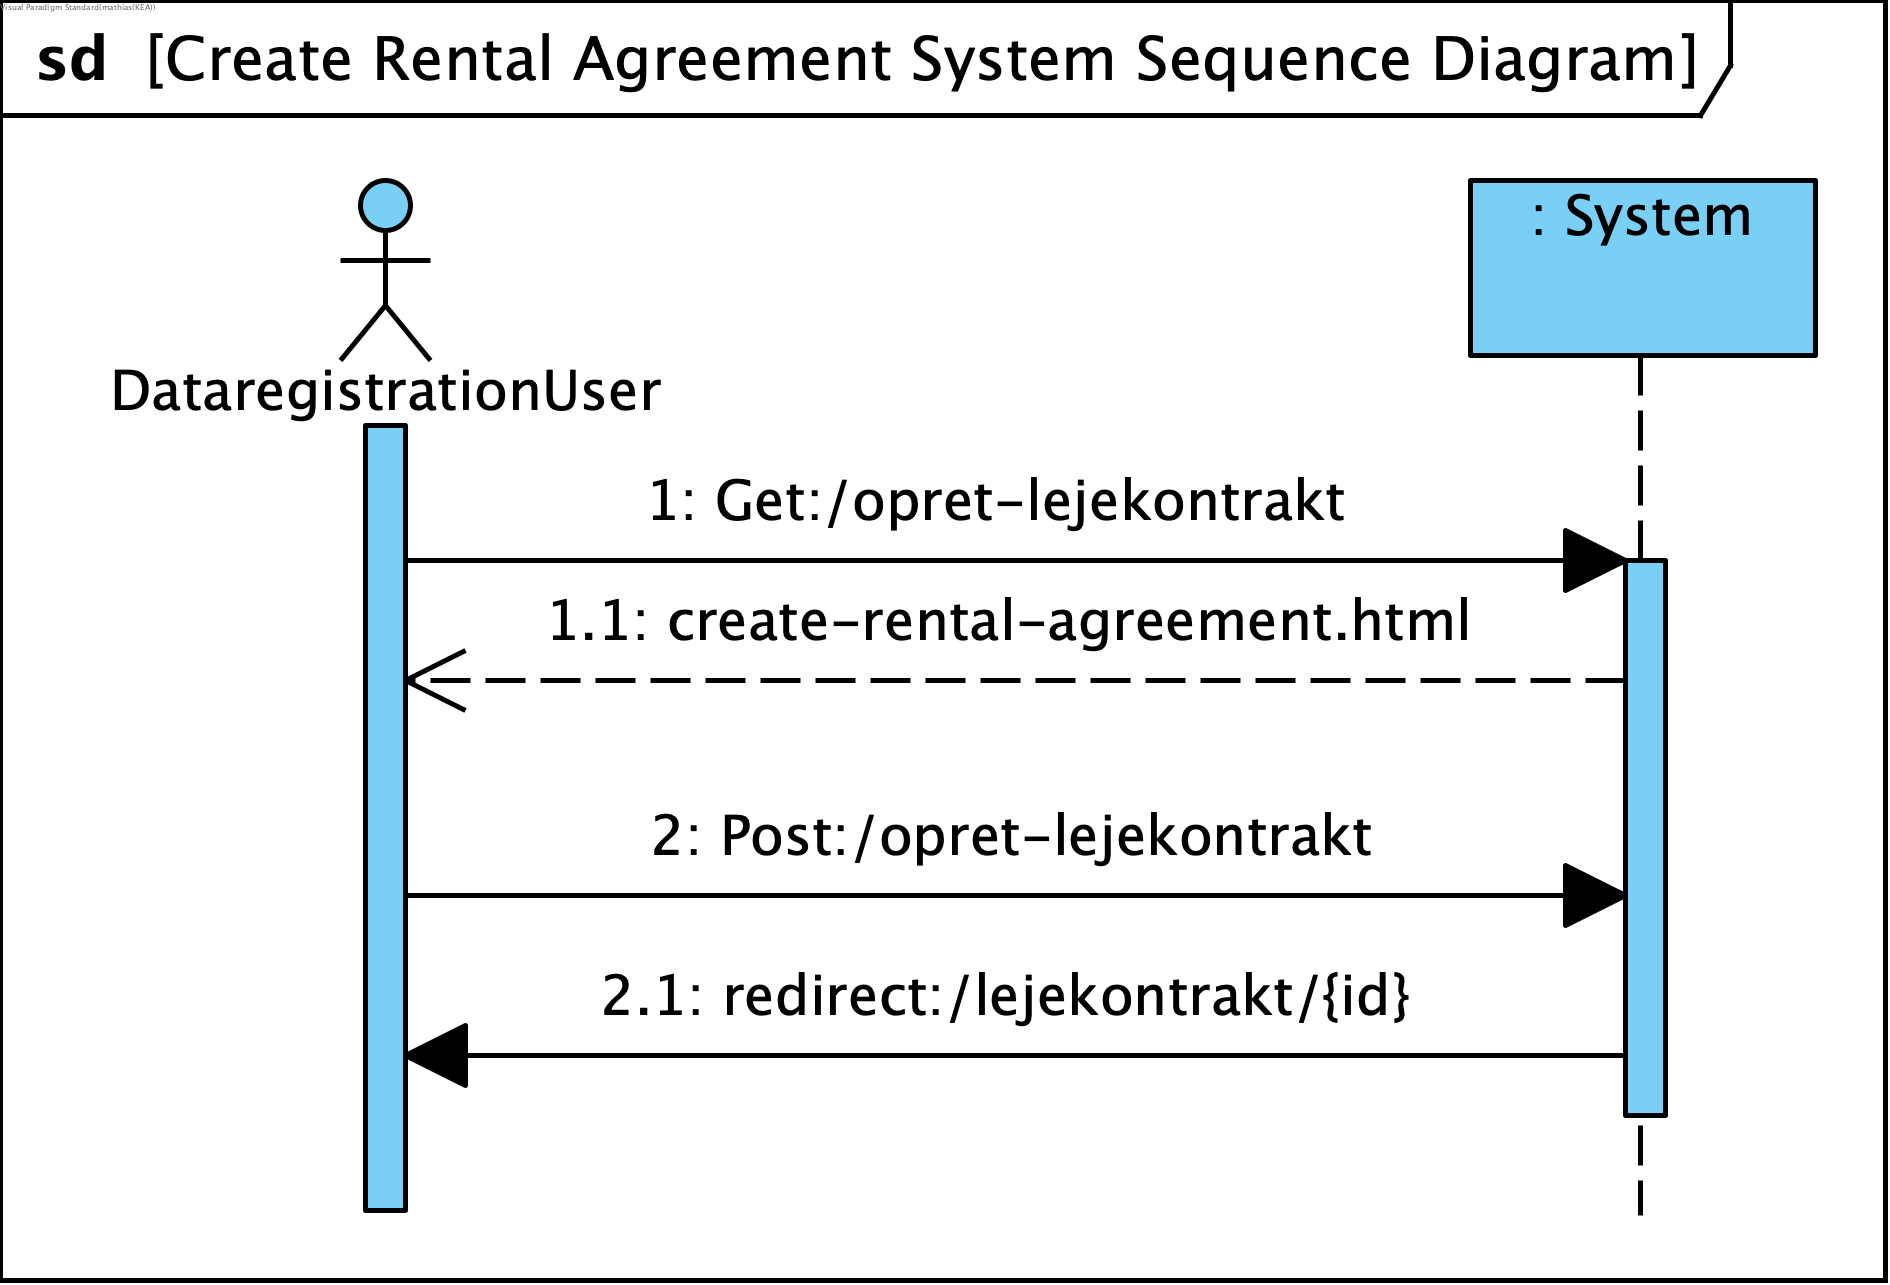 Visual Paradigm Standard(mathias(KEA))
sd [Create Rental Agreement System Sequence Diagram]
: System
DataregistrationUser
1: Get:/opret-lejekontrakt
1.1: create-rental-agreement.html
2: Post:/opret-lejekontrakt
2.1: redirect:/lejekontrakt/{id}